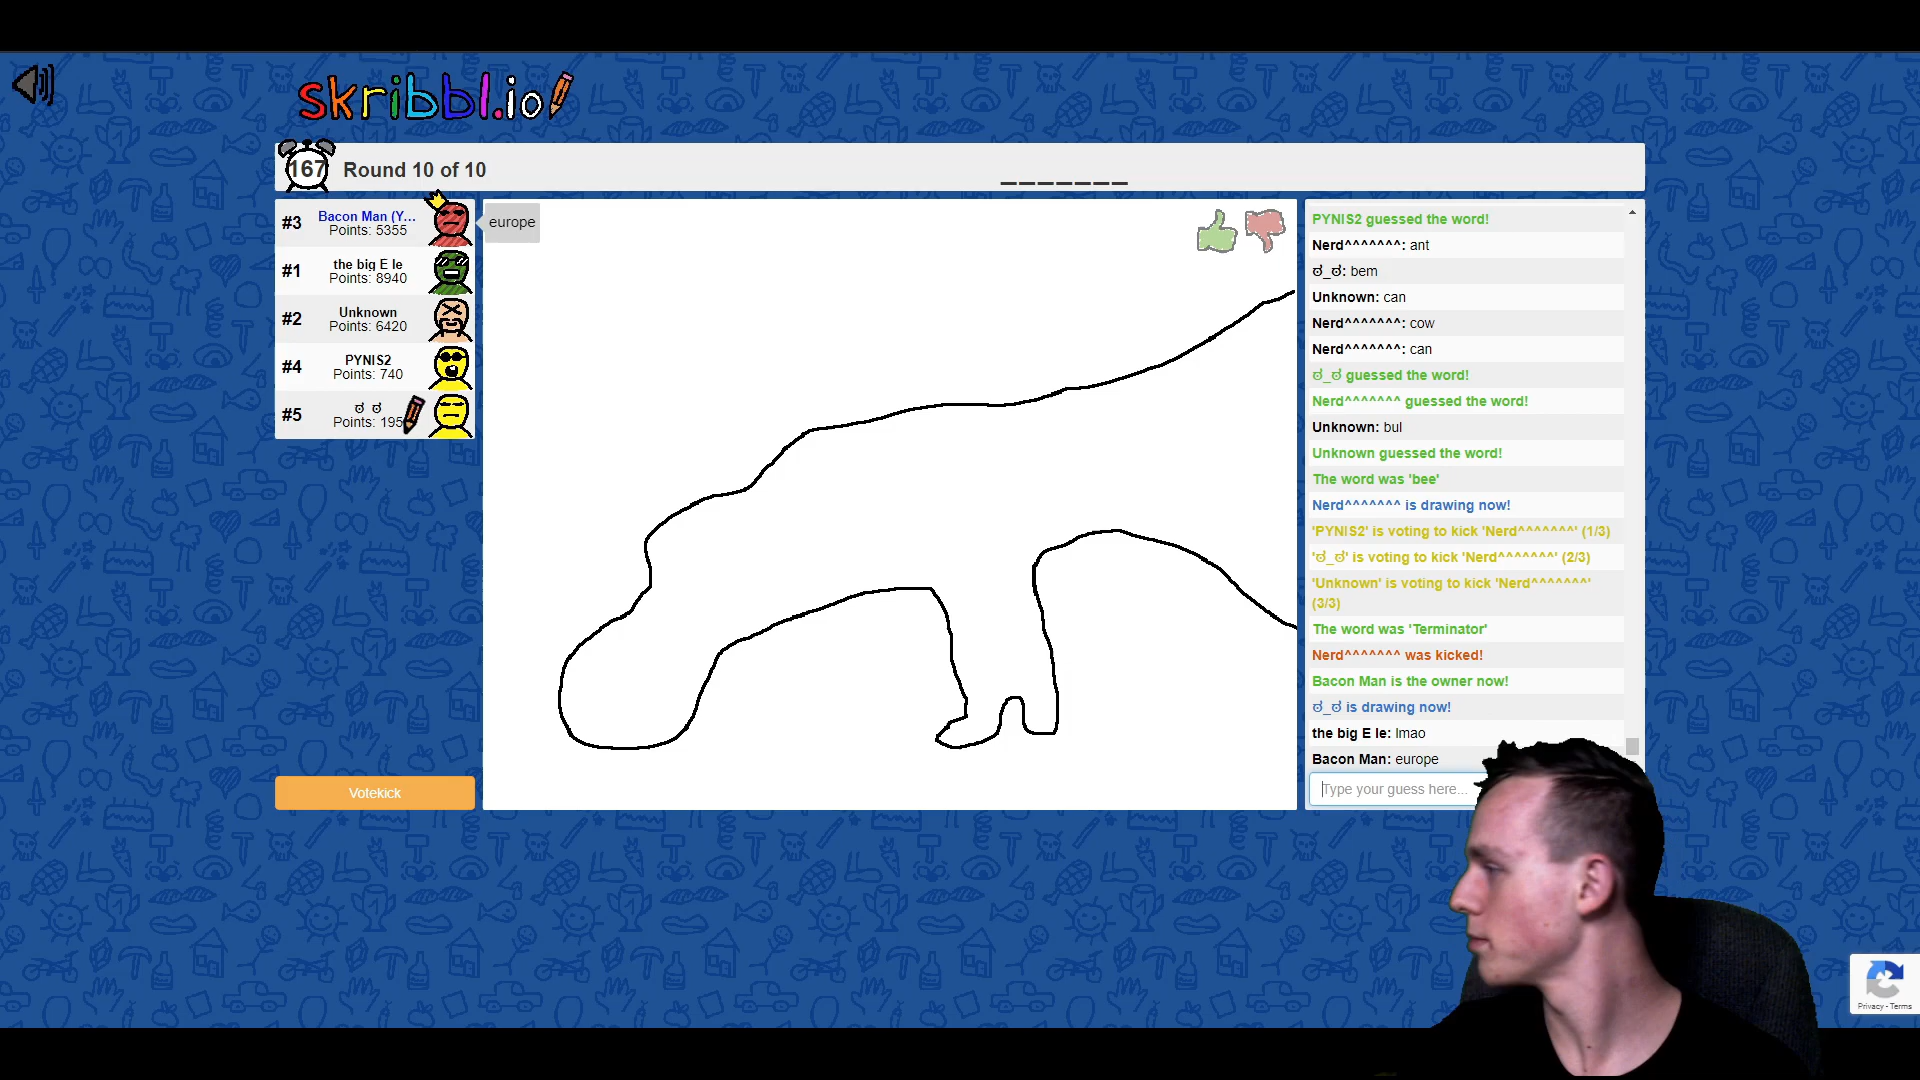 skribbl.io
167
Round 10 of 10
_______
#3
Bacon Man (Y...
Points: 5355
europe
#1
the big E le
Points: 8940
#2
Unknown
Points: 6420
#4
PYNIS2
Points: 740
#5
ಠ_ಠ
Points: 195
Votekick
PYNIS2 guessed the word!
Nerd^^^^^^^: ant
ಠ_ಠ: bem
Unknown: can
Nerd^^^^^^^: cow
Nerd^^^^^^^: can
ಠ_ಠ guessed the word!
Nerd^^^^^^^ guessed the word!
Unknown: bul
Unknown guessed the word!
The word was 'bee'
Nerd^^^^^^^ is drawing now!
'PYNIS2' is voting to kick 'Nerd^^^^^^^' (1/3)
'ಠ_ಠ' is voting to kick 'Nerd^^^^^^^' (2/3)
'Unknown' is voting to kick 'Nerd^^^^^^^'
(3/3)
The word was 'Terminator'
Nerd^^^^^^^ was kicked!
Bacon Man is the owner now!
ಠ_ಠ is drawing now!
the big E le: lmao
Bacon Man: europe
Type your guess here...
Privacy - Terms